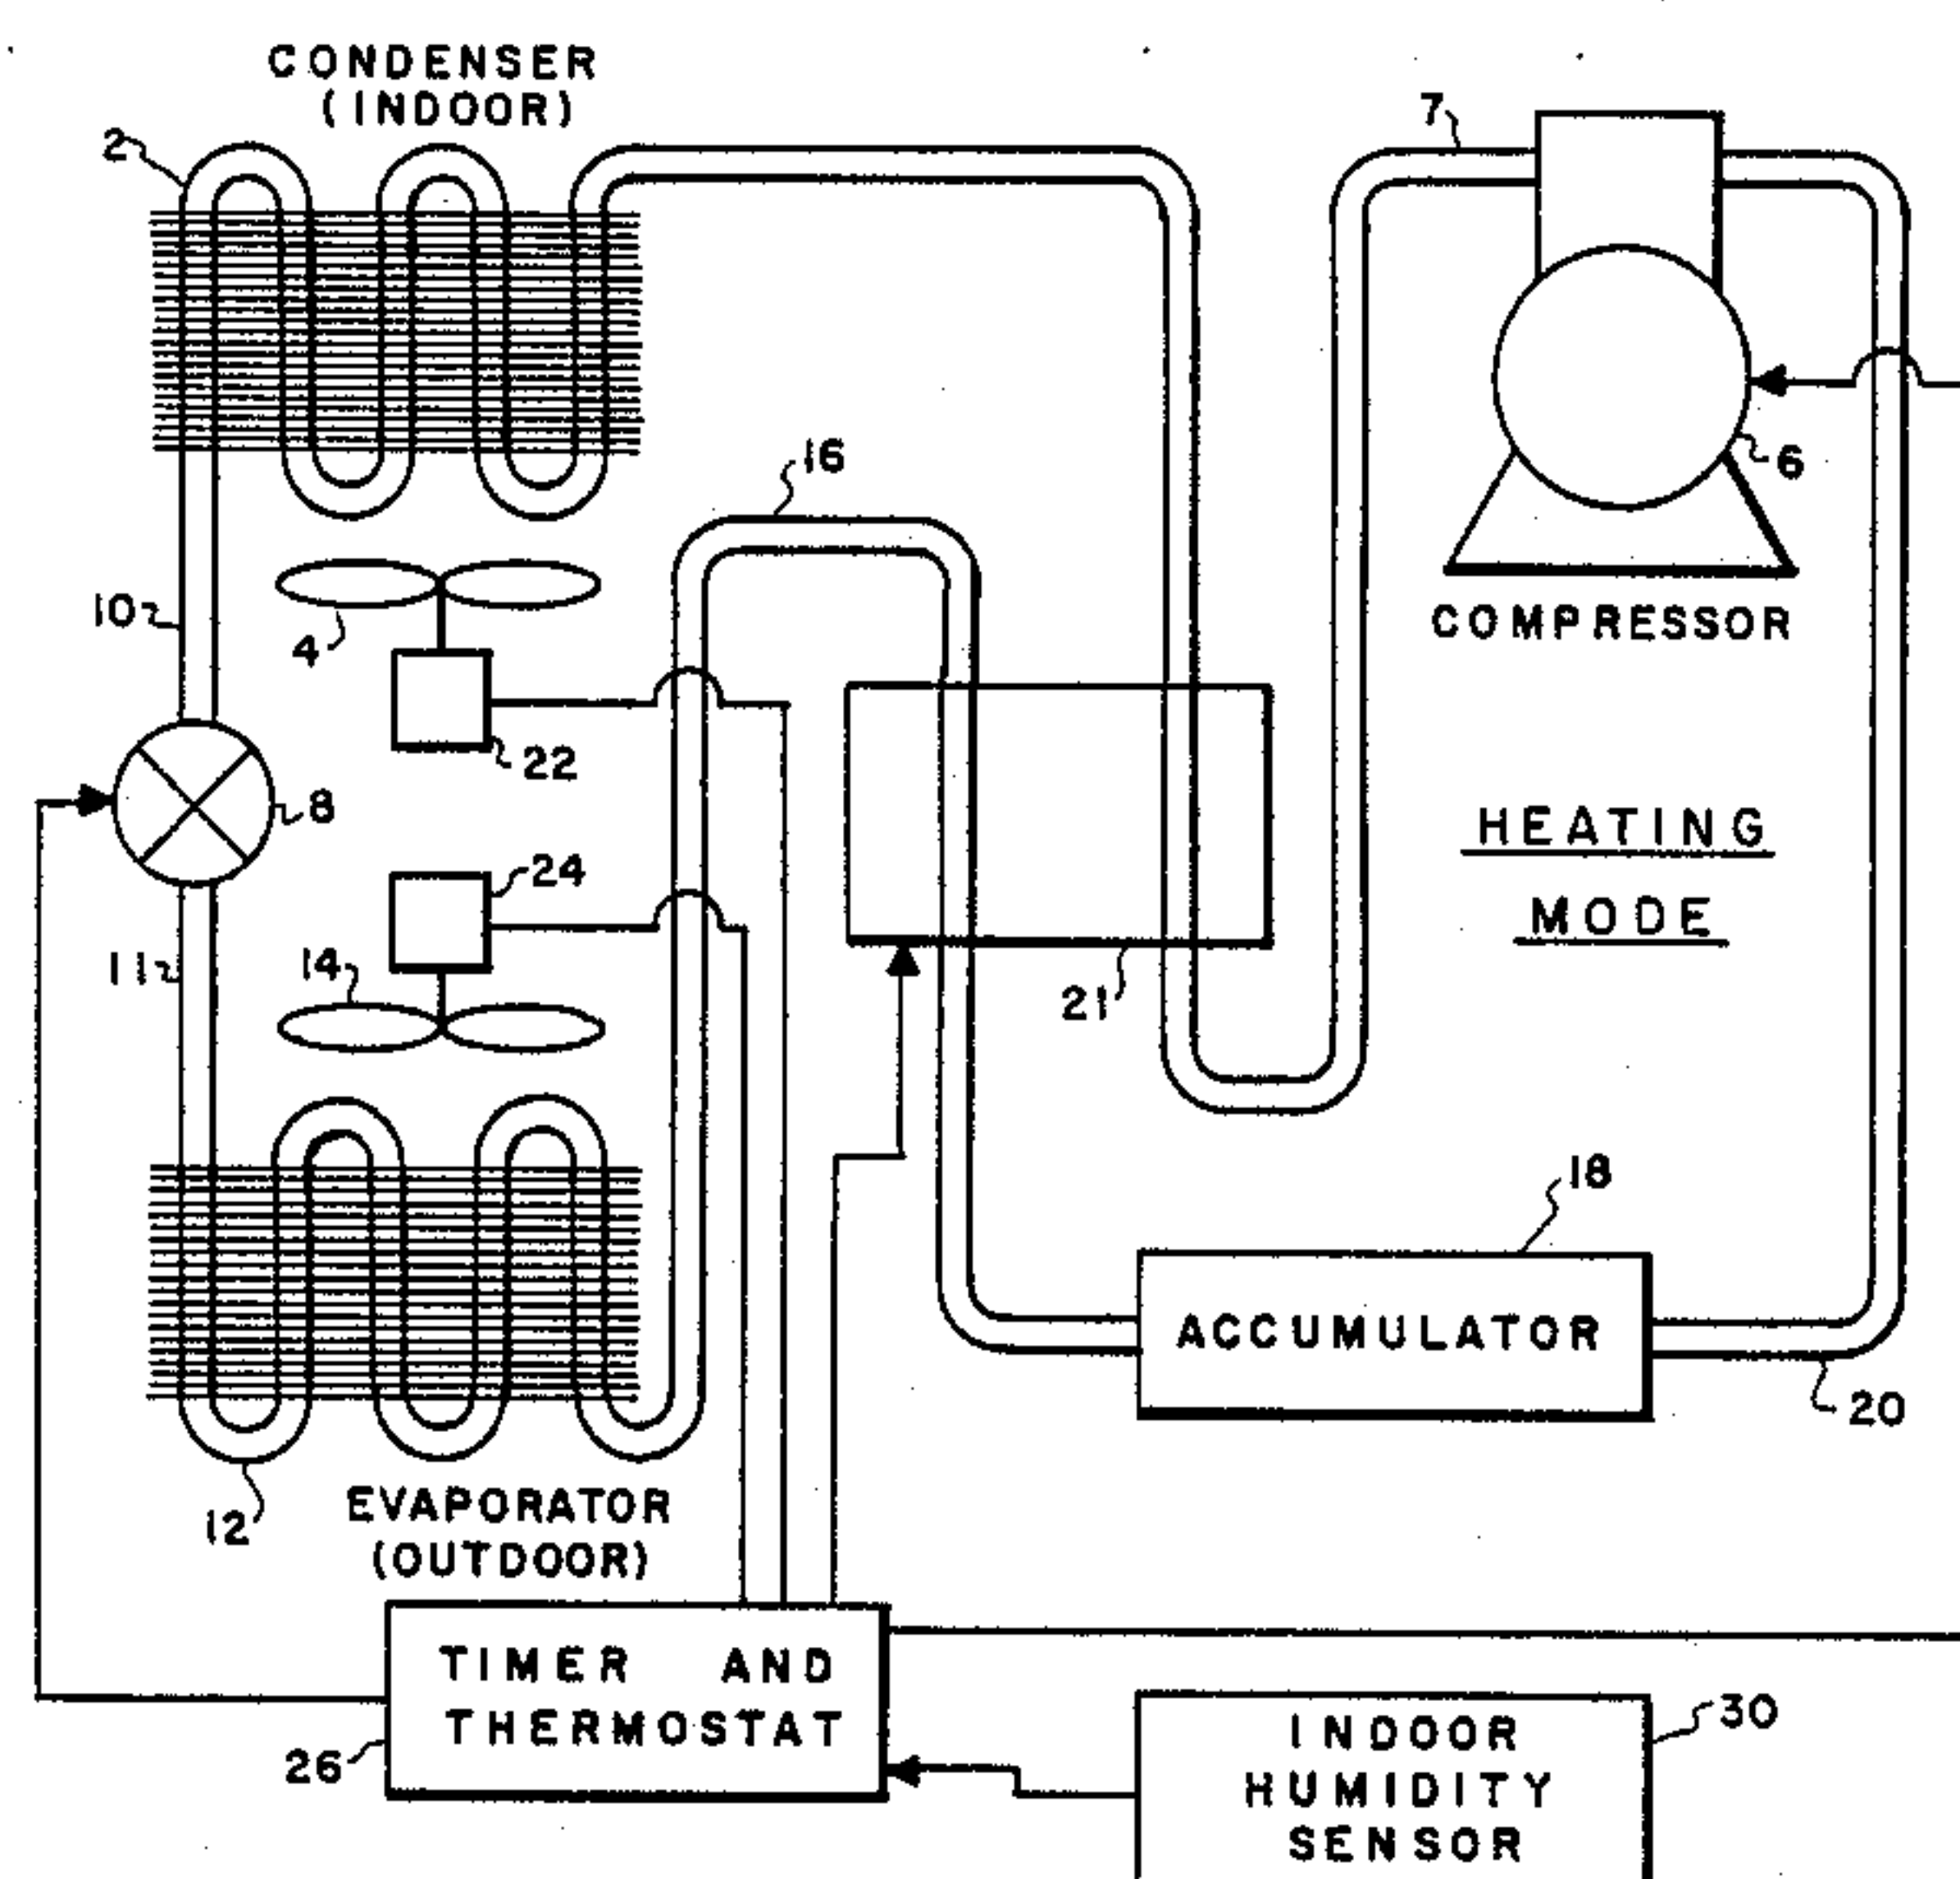 CONDENSER
(INDOOR)
2
7
16
6
COMPRESSOR
10
4
22
8
HEATING
MODE
24
11
14
21
18
ACCUMULATOR
20
12
EVAPORATOR
(OUTDOOR)
TIMER AND
THERMOSTAT
26
30
INDOOR
HUMIDITY
SENSOR